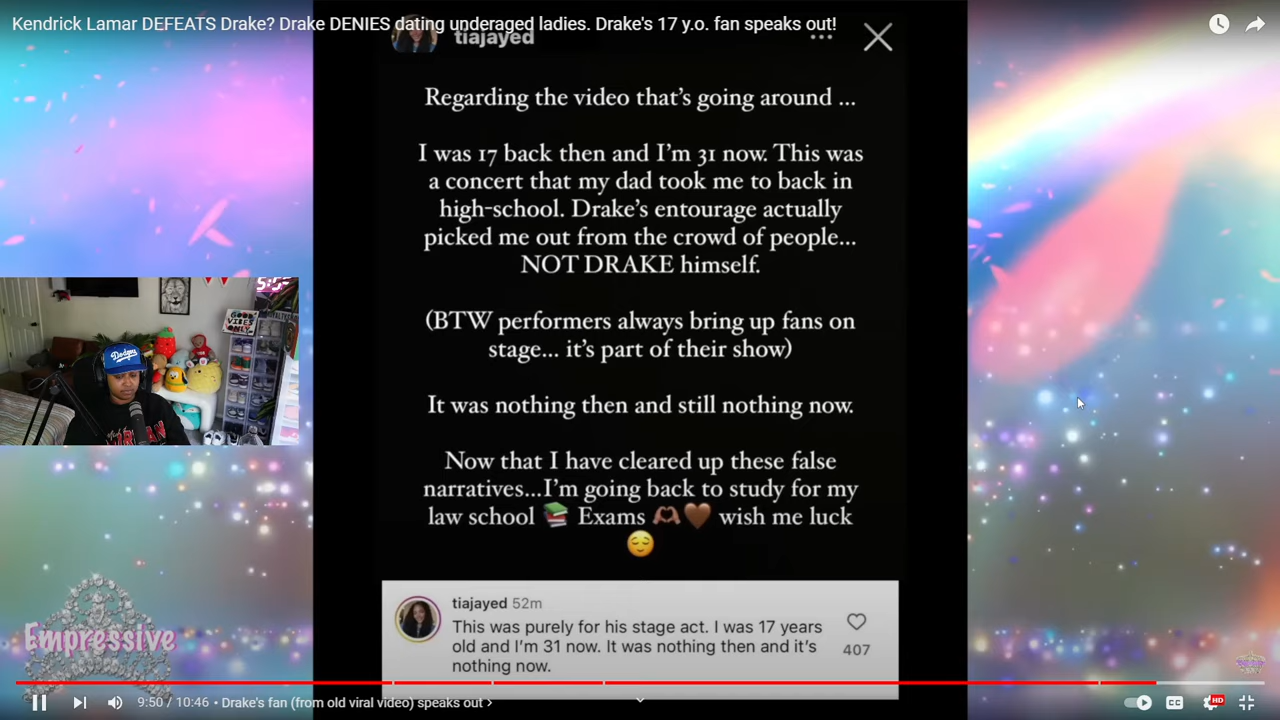 Kendrick Lamar DEFEATS Drake? Drake DENIES dating underaged ladies. Drake's 17 y.o. fan speaks out!
tiajayed
Regarding the video that's going around ...
I was 17 back then and I'm 31 now. This was
a concert that my dad took me to back in
high-school. Drake's entourage actually
picked me out from the crowd of people...
NOT DRAKE himself.
(BTW performers always bring up fans on
stage... it's part of their show)
It was nothing then and still nothing now.
Now that I have cleared up these false
narratives...I'm going back to study for my
law school 📚 Exams 🫶🏾🤎 wish me luck
😌
GOOD
VIBES
ONLY
Dodgers
tiajayed 52m
This was purely for his stage act. I was 17 years
old and I'm 31 now. It was nothing then and it's
nothing now.
407
Empressive
9:50 / 10:46 • Drake's fan (from old viral video) speaks out >
CC
HD